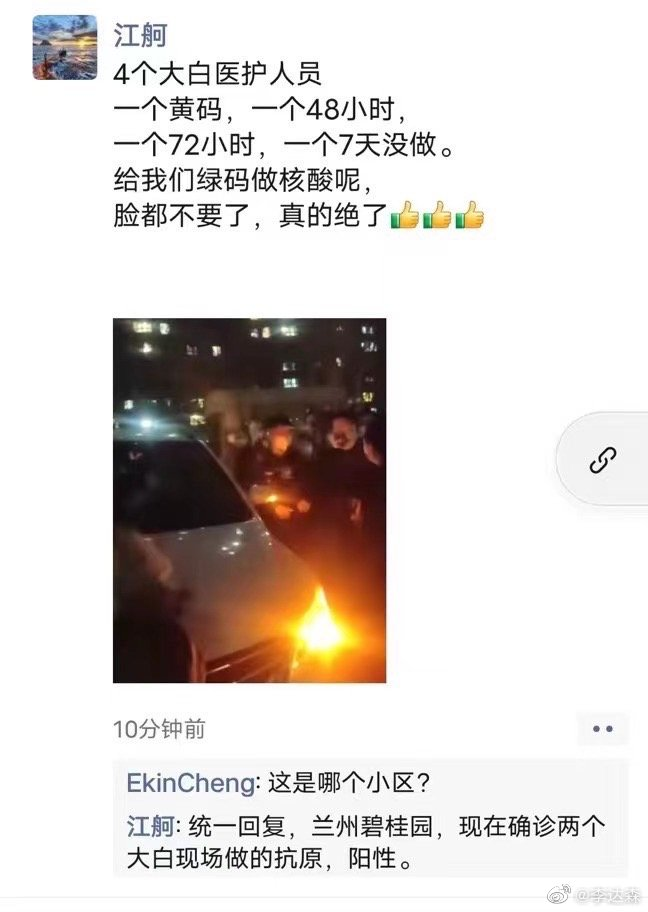 江舸
4个大白医护人员
一个黄码，一个48小时，
一个72小时，一个7天没做。
给我们绿码做核酸呢，
脸都不要了，真的绝了👍👍👍
10分钟前
EkinCheng: 这是哪个小区?
江舸: 统一回复，兰州碧桂园，现在确诊两个
大白现场做的抗原，阳性。
@李达森